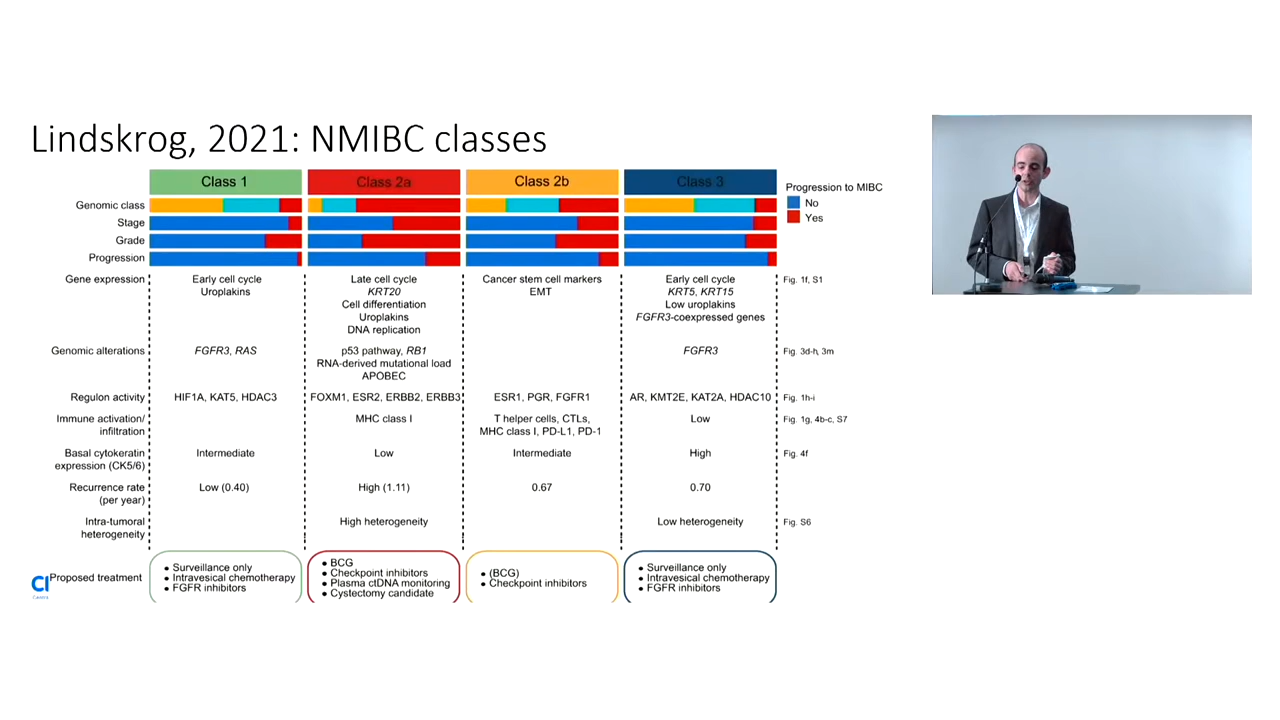 Lindskrog, 2021: NMIBC classes
Class 1
Class 2a
Class 2b
Class 3
Progression to MIBC
No
Yes
Genomic class
Stage
Grade
Progression
Gene expression
Early cell cycle
Uroplakins
Late cell cycle
KRT20
Cell differentiation
Uroplakins
DNA replication
Cancer stem cell markers
EMT
Early cell cycle
KRT5, KRT15
Low uroplakins
FGFR3-coexpressed genes
Fig. 1f, S1
Genomic alterations
FGFR3, RAS
p53 pathway, RB1
RNA-derived mutational load
APOBEC
FGFR3
Fig. 3d-h, 3m
Regulon activity
HIF1A, KAT5, HDAC3
FOXM1, ESR2, ERBB2, ERBB3
ESR1, PGR, FGFR1
AR, KMT2E, KAT2A, HDAC10
Fig. 1h-i
Immune activation/
infiltration
MHC class I
T helper cells, CTLs,
MHC class I, PD-L1, PD-1
Low
Fig. 1g, 4b-c, S7
Basal cytokeratin
expression (CK5/6)
Intermediate
Low
Intermediate
High
Fig. 4f
Recurrence rate
(per year)
Low (0.40)
High (1.11)
0.67
0.70
Intra-tumoral
heterogeneity
High heterogeneity
Low heterogeneity
Fig. S6
Proposed treatment
• Surveillance only
• Intravesical chemotherapy
• FGFR inhibitors
• BCG
• Checkpoint inhibitors
• Plasma ctDNA monitoring
• Cystectomy candidate
• (BCG)
• Checkpoint inhibitors
• Surveillance only
• Intravesical chemotherapy
• FGFR inhibitors